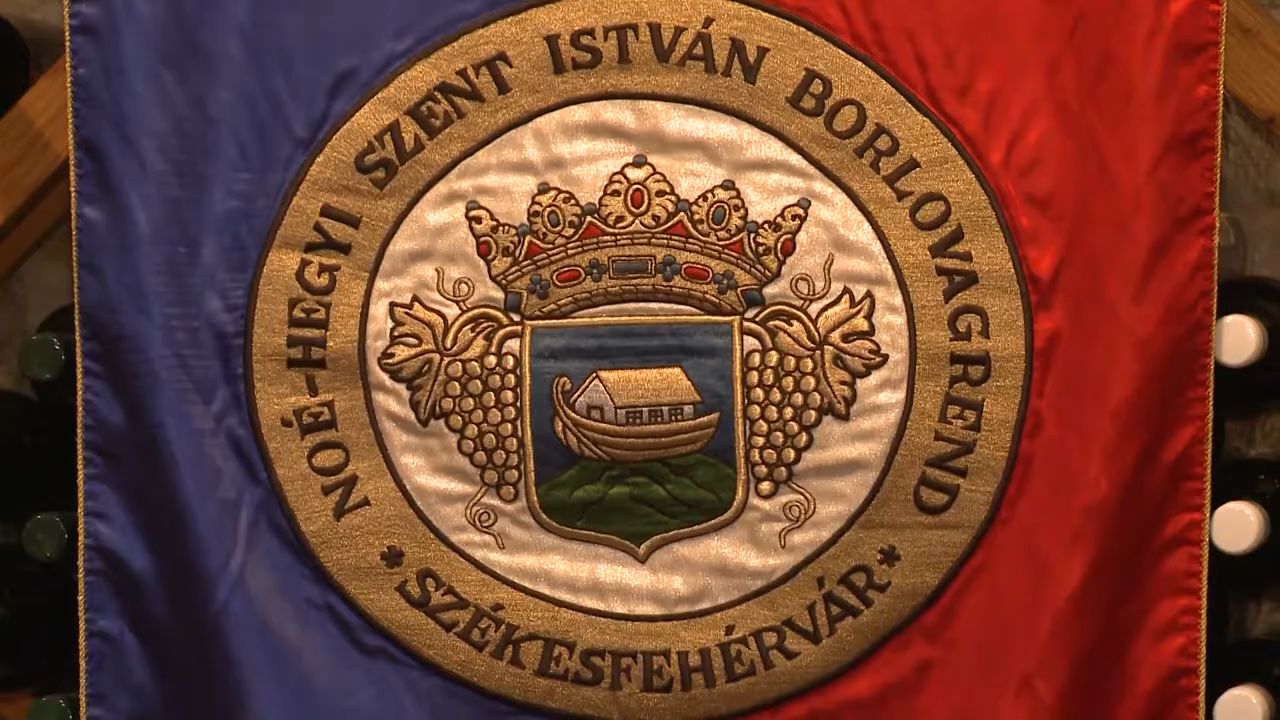 NOÉ-HEGYI SZENT ISTVÁN BORLOVAGREND
* SZÉKESFEHÉRVÁR *